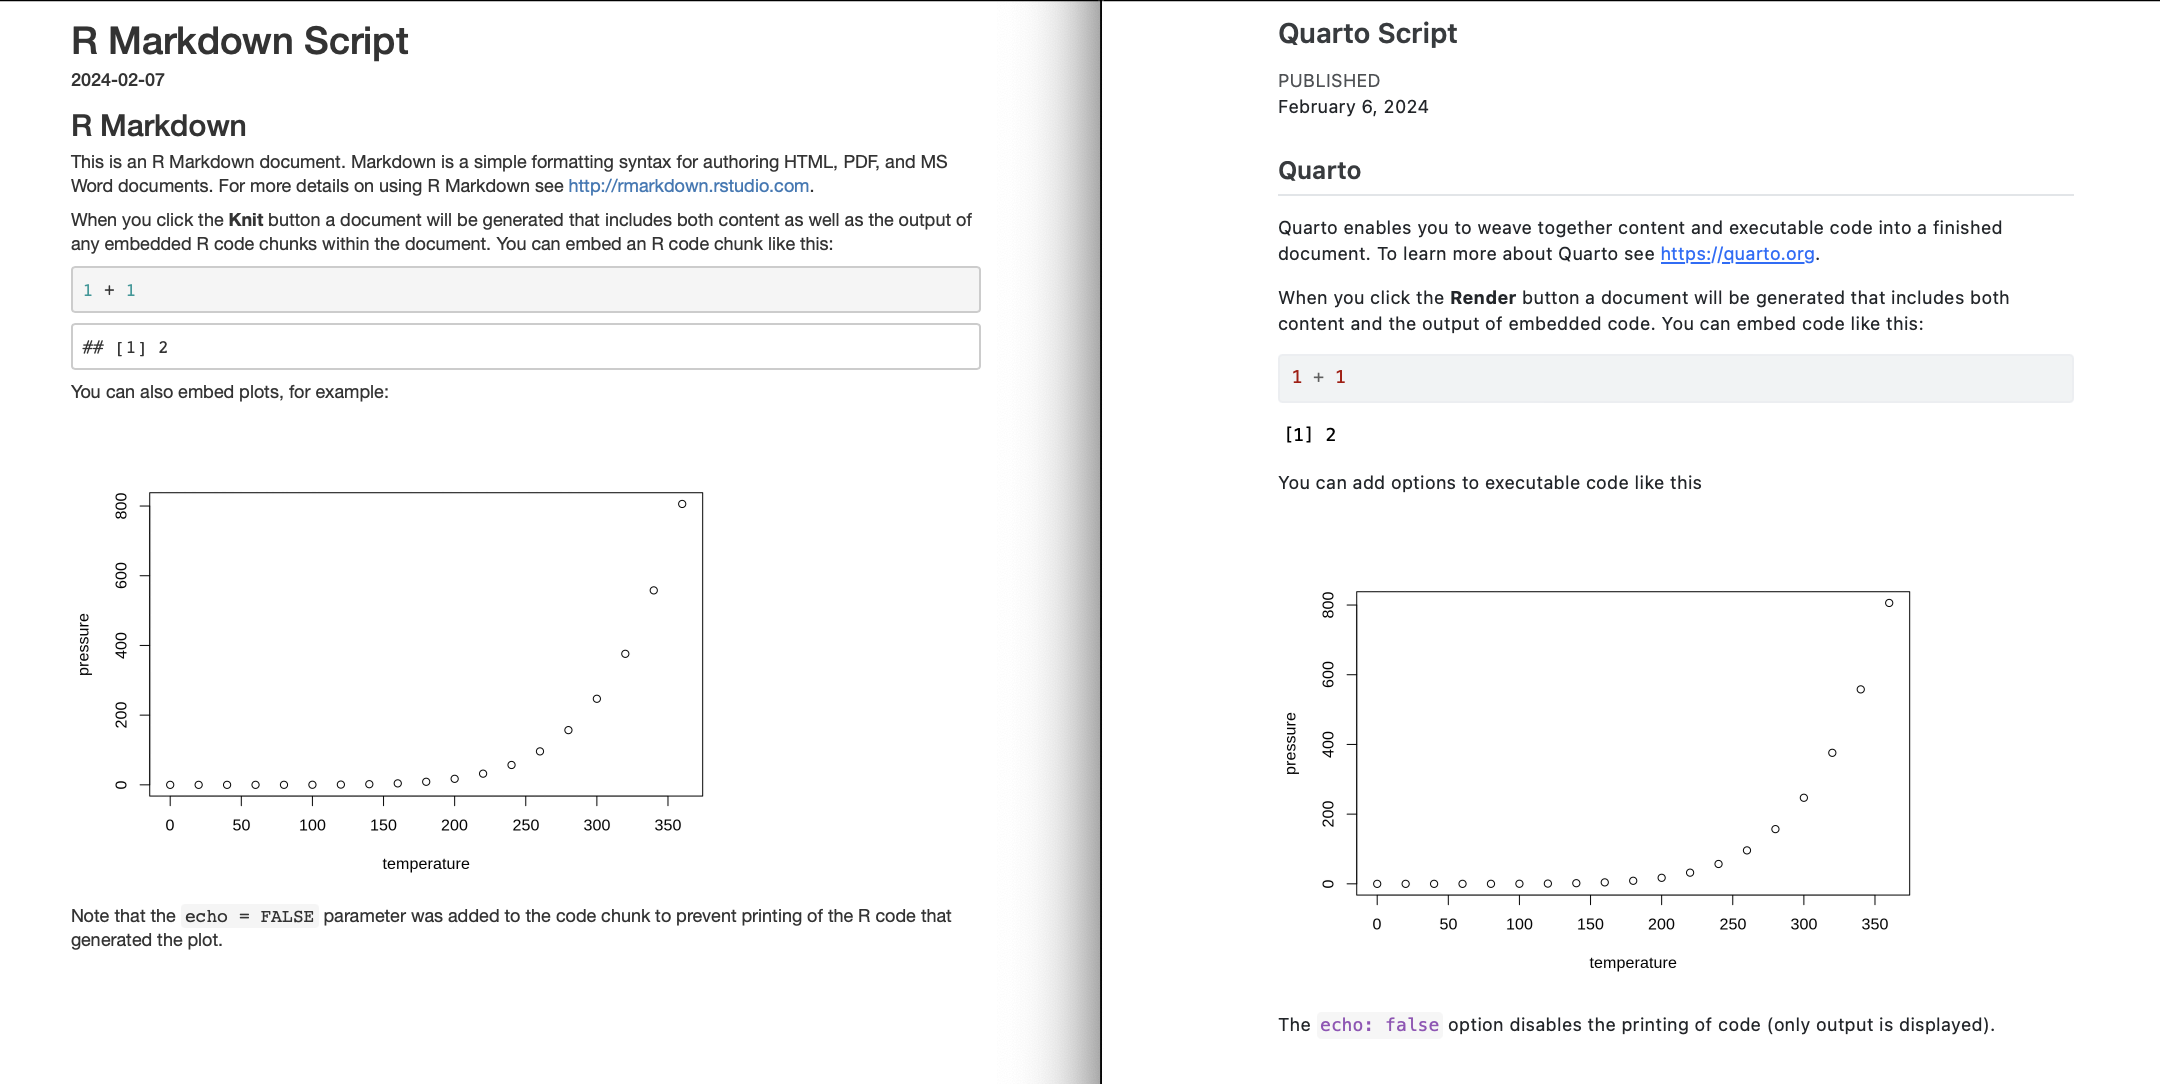 R Markdown Script
2024-02-07
R Markdown
This is an R Markdown document. Markdown is a simple formatting syntax for authoring HTML, PDF, and MS
Word documents. For more details on using R Markdown see http://rmarkdown.rstudio.com.
When you click the Knit button a document will be generated that includes both content as well as the output of
any embedded R code chunks within the document. You can embed an R code chunk like this:
1 + 1
## [1] 2
You can also embed plots, for example:
800
600
400
200
0
pressure
0 50 100 150 200 250 300 350
temperature
Note that the echo = FALSE parameter was added to the code chunk to prevent printing of the R code that
generated the plot.
Quarto Script
PUBLISHED
February 6, 2024
Quarto
Quarto enables you to weave together content and executable code into a finished
document. To learn more about Quarto see https://quarto.org.
When you click the Render button a document will be generated that includes both
content and the output of embedded code. You can embed code like this:
1 + 1
[1] 2
You can add options to executable code like this
800
600
400
200
0
pressure
0 50 100 150 200 250 300 350
temperature
The echo: false option disables the printing of code (only output is displayed).